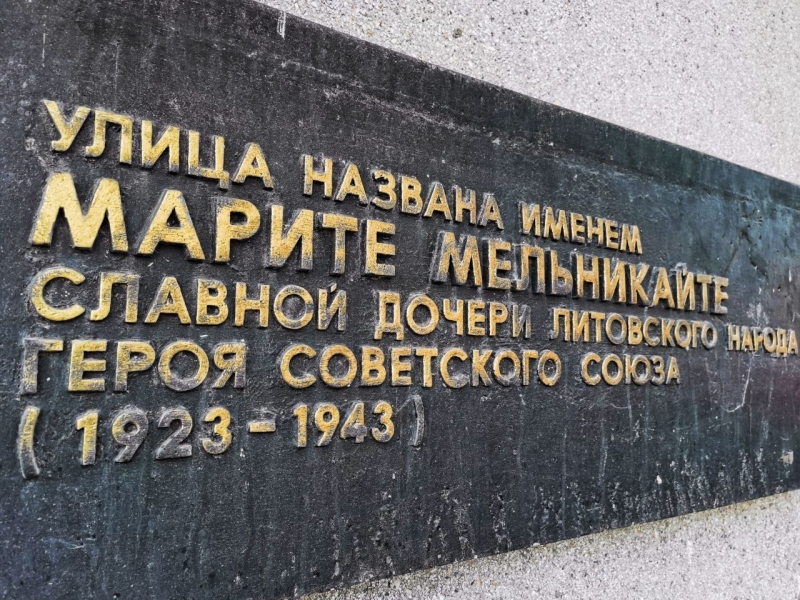 УЛИЦА НАЗВАНА ИМЕНЕМ
МАРИТЕ МЕЛЬНИКАЙТЕ
СЛАВНОЙ ДОЧЕРИ ЛИТОВСКОГО НАРОДА
ГЕРОЯ СОВЕТСКОГО СОЮЗА
(1923-1943)